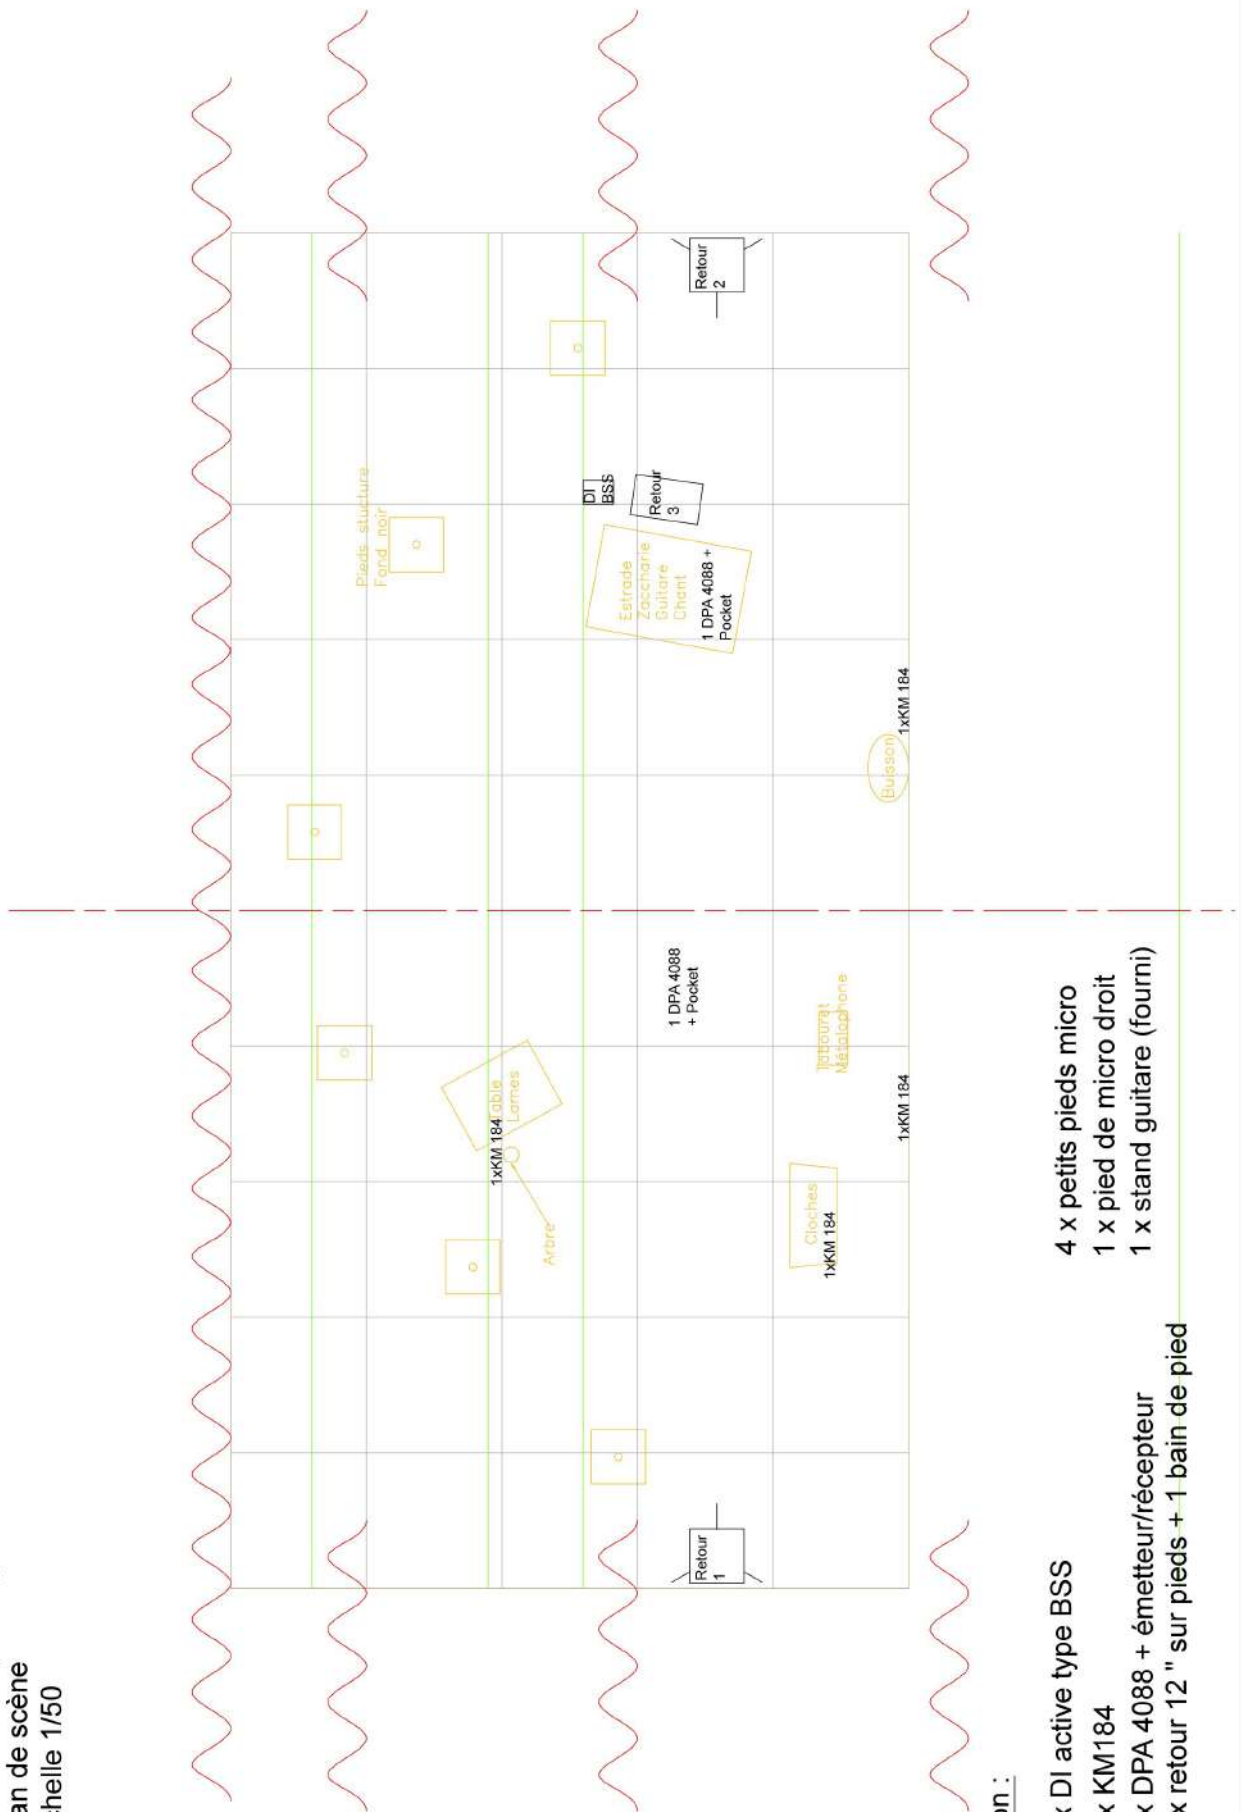 an de scène
helle 1/50
Pieds stucture
Fond noir
DI
BSS
Retour
3
Retour
2
Estrade
Zaccharie
Guitare
Chant
1 DPA 4088 +
Pocket
1xKM 184
Buisson
1 DPA 4088
+ Pocket
Table
Lames
1xKM 184
Arbre
Tabouret
Métalophone
1xKM 184
Cloches
1xKM 184
Retour
1
on :
x DI active type BSS
x KM184
x DPA 4088 + émetteur/récepteur
x retour 12 " sur pieds + 1 bain de pied
4 x petits pieds micro
1 x pied de micro droit
1 x stand guitare (fourni)